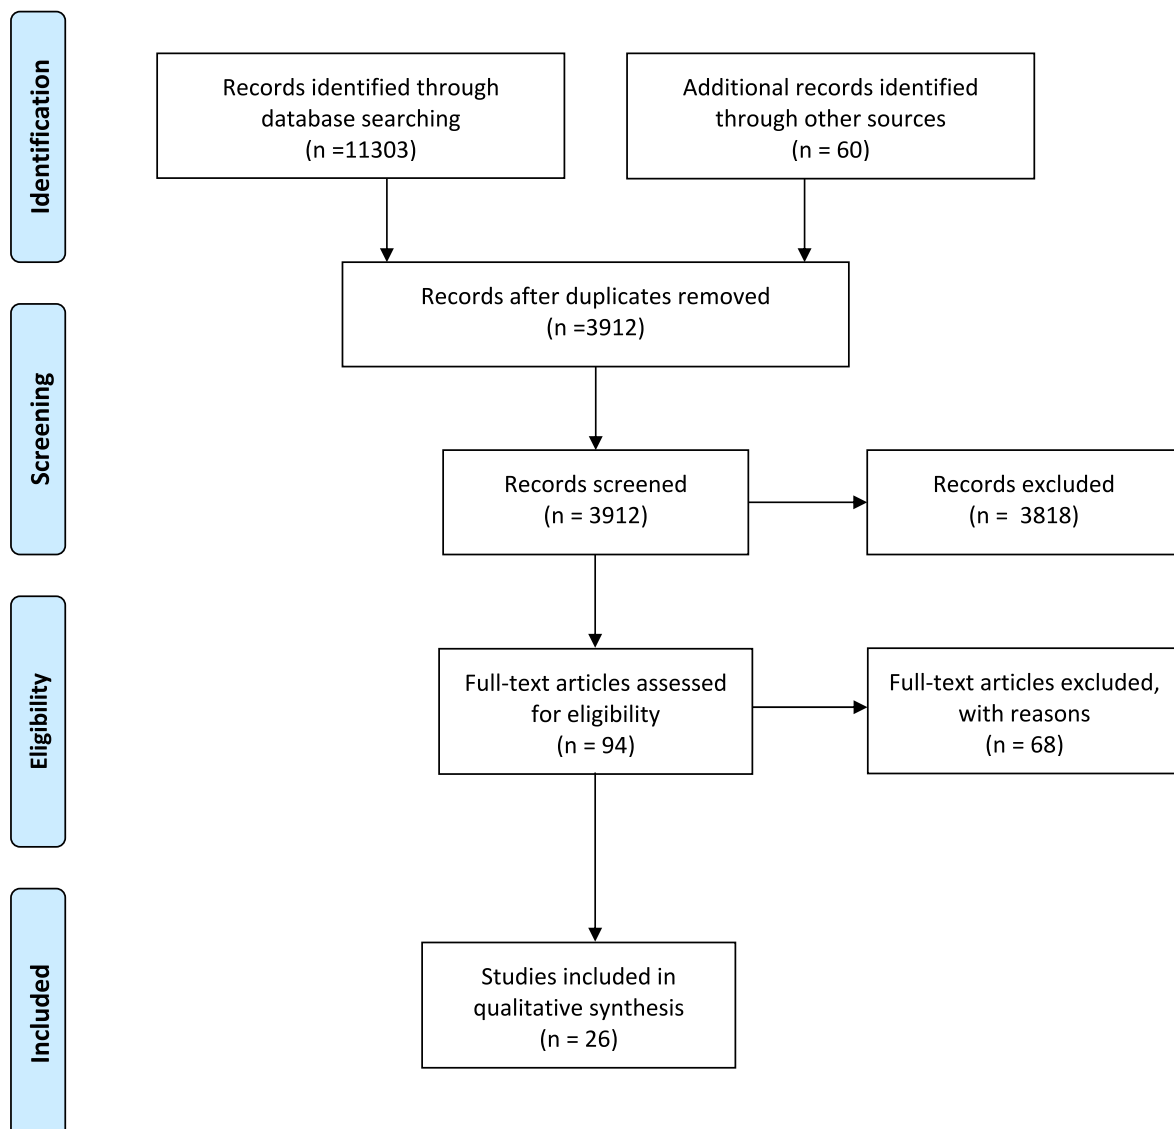 Identification
Records identified through
database searching
(n =11303)
Additional records identified
through other sources
(n = 60)
Records after duplicates removed
(n =3912)
Screening
Records screened
(n = 3912)
Records excluded
(n =  3818)
Eligibility
Full-text articles assessed
for eligibility
(n = 94)
Full-text articles excluded,
with reasons
(n = 68)
Included
Studies included in
qualitative synthesis
(n = 26)